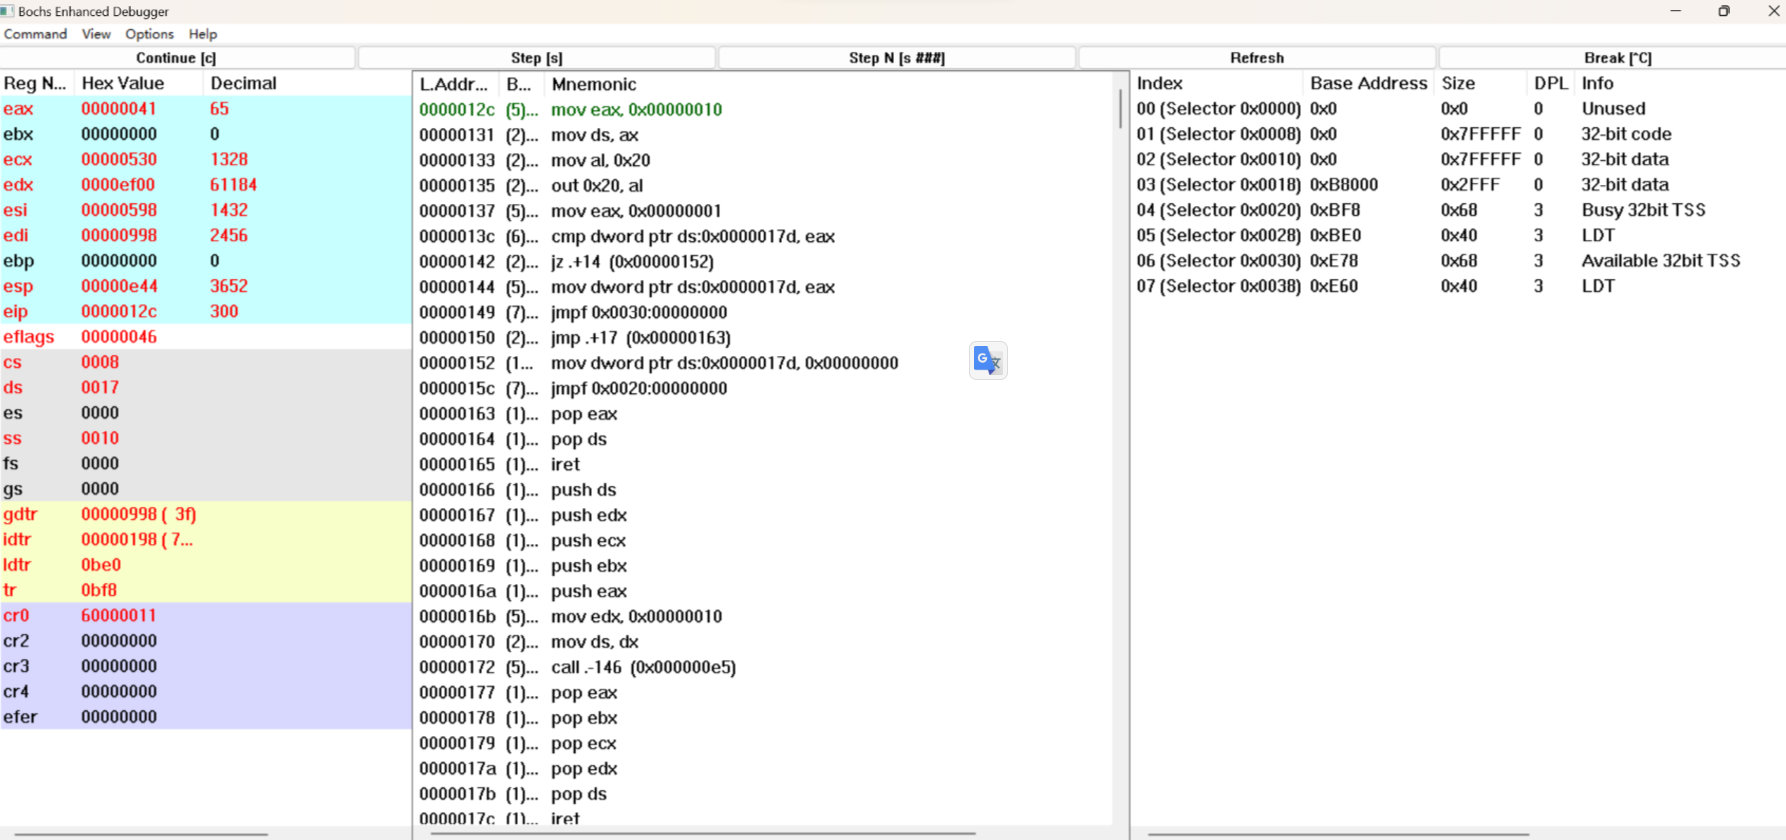 Bochs Enhanced Debugger
Command View Options Help
Continue [c] Step [s] Step N [s ###] Refresh Break [^C]
Reg N... Hex Value Decimal
eax 00000041 65
ebx 00000000 0
ecx 00000530 1328
edx 0000ef00 61184
esi 00000598 1432
edi 00000998 2456
ebp 00000000 0
esp 00000e44 3652
eip 0000012c 300
eflags 00000046
cs 0008
ds 0017
es 0000
ss 0010
fs 0000
gs 0000
gdtr 00000998 ( 3f)
idtr 00000198 ( 7...
ldtr 0be0
tr 0bf8
cr0 60000011
cr2 00000000
cr3 00000000
cr4 00000000
efer 00000000
L.Addr... B... Mnemonic
0000012c (5)... mov eax, 0x00000010
00000131 (2)... mov ds, ax
00000133 (2)... mov al, 0x20
00000135 (2)... out 0x20, al
00000137 (5)... mov eax, 0x00000001
0000013c (6)... cmp dword ptr ds:0x0000017d, eax
00000142 (2)... jz .+14 (0x00000152)
00000144 (5)... mov dword ptr ds:0x0000017d, eax
00000149 (7)... jmpf 0x0030:00000000
00000150 (2)... jmp .+17 (0x00000163)
00000152 (1... mov dword ptr ds:0x0000017d, 0x00000000
0000015c (7)... jmpf 0x0020:00000000
00000163 (1)... pop eax
00000164 (1)... pop ds
00000165 (1)... iret
00000166 (1)... push ds
00000167 (1)... push edx
00000168 (1)... push ecx
00000169 (1)... push ebx
0000016a (1)... push eax
0000016b (5)... mov edx, 0x00000010
00000170 (2)... mov ds, dx
00000172 (5)... call .-146 (0x000000e5)
00000177 (1)... pop eax
00000178 (1)... pop ebx
00000179 (1)... pop ecx
0000017a (1)... pop edx
0000017b (1)... pop ds
0000017c (1)... iret
G 文
Index Base Address Size DPL Info
00 (Selector 0x0000) 0x0 0x0 0 Unused
01 (Selector 0x0008) 0x0 0x7FFFFF 0 32-bit code
02 (Selector 0x0010) 0x0 0x7FFFFF 0 32-bit data
03 (Selector 0x0018) 0xB8000 0x2FFF 0 32-bit data
04 (Selector 0x0020) 0xBF8 0x68 3 Busy 32bit TSS
05 (Selector 0x0028) 0xBE0 0x40 3 LDT
06 (Selector 0x0030) 0xE78 0x68 3 Available 32bit TSS
07 (Selector 0x0038) 0xE60 0x40 3 LDT